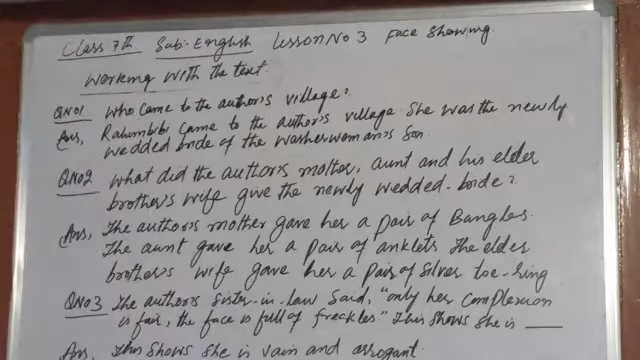 Class 7th Sub:-English Lesson No 3 Face Showing.
Working with the text.
QNo1 Who came to the author's village?
Ans, Rahimbibi came to the author's village. She was the newly
wedded bride of the washerwoman's son
QNo2 What did the author's mother, aunt and his elder
brother's wife give the newly wedded-bride?
Ans, The author's mother gave her a pair of Bangles.
The aunt gave her a pair of anklets The elder
brother's wife gave her a pair of silver toe-ring
QNo3 The author's sister-in-law said, "only her complexion
is fair, the face is full of freckles." This shows she is ____
Ans, This shows she is vain and arrogant